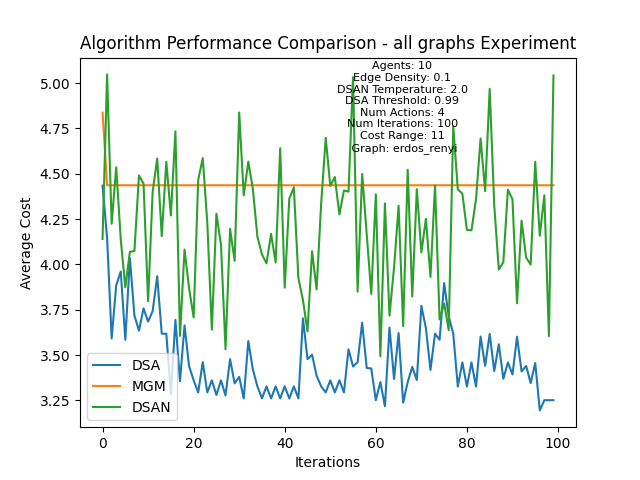 Algorithm Performance Comparison - all graphs Experiment
Agents: 10
Edge Density: 0.1
DSAN Temperature: 2.0
DSA Threshold: 0.99
Num Actions: 4
Num Iterations: 100
Cost Range: 11
Graph: erdos_renyi
5.00
4.75
4.50
4.25
4.00
3.75
3.50
3.25
Average Cost
DSA
MGM
DSAN
0
20
40
60
80
100
Iterations